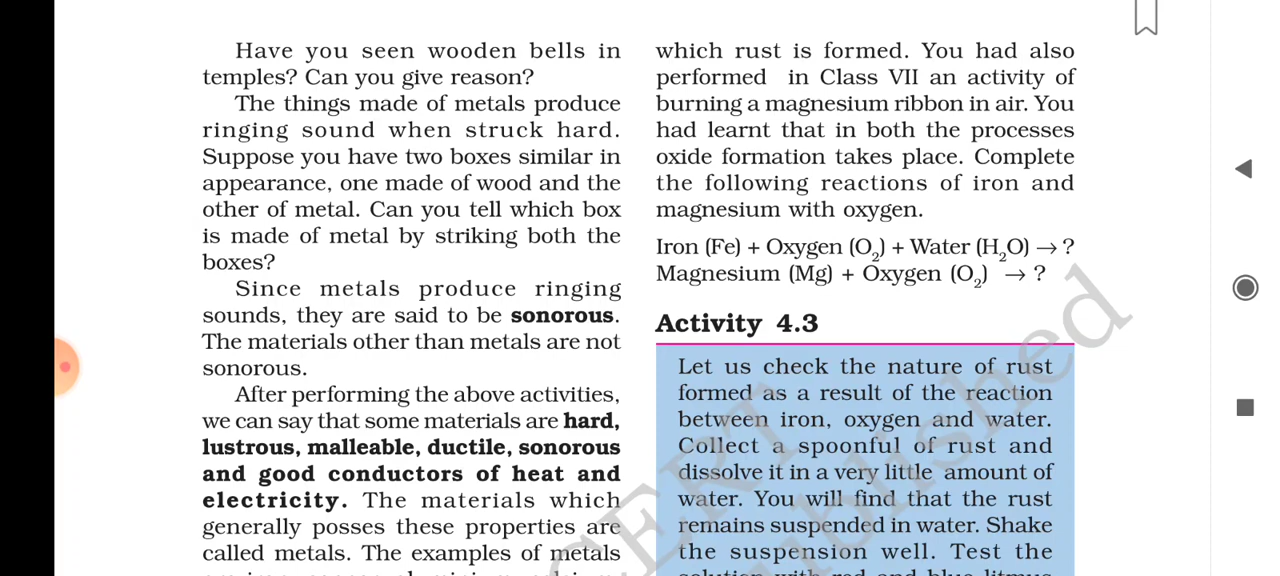 Have you seen wooden bells in
temples? Can you give reason?
The things made of metals produce
ringing sound when struck hard.
Suppose you have two boxes similar in
appearance, one made of wood and the
other of metal. Can you tell which box
is made of metal by striking both the
boxes?
Since metals produce ringing
sounds, they are said to be sonorous.
The materials other than metals are not
sonorous.
After performing the above activities,
we can say that some materials are hard,
lustrous, malleable, ductile, sonorous
and good conductors of heat and
electricity. The materials which
generally posses these properties are
called metals. The examples of metals
which rust is formed. You had also
performed in Class VII an activity of
burning a magnesium ribbon in air. You
had learnt that in both the processes
oxide formation takes place. Complete
the following reactions of iron and
magnesium with oxygen.
Iron (Fe) + Oxygen (O₂) + Water (H₂O) → ?
Magnesium (Mg) + Oxygen (O₂) → ?
Activity 4.3
Let us check the nature of rust
formed as a result of the reaction
between iron, oxygen and water.
Collect a spoonful of rust and
dissolve it in a very little amount of
water. You will find that the rust
remains suspended in water. Shake
the suspension well. Test the
solution with red and blue litmus